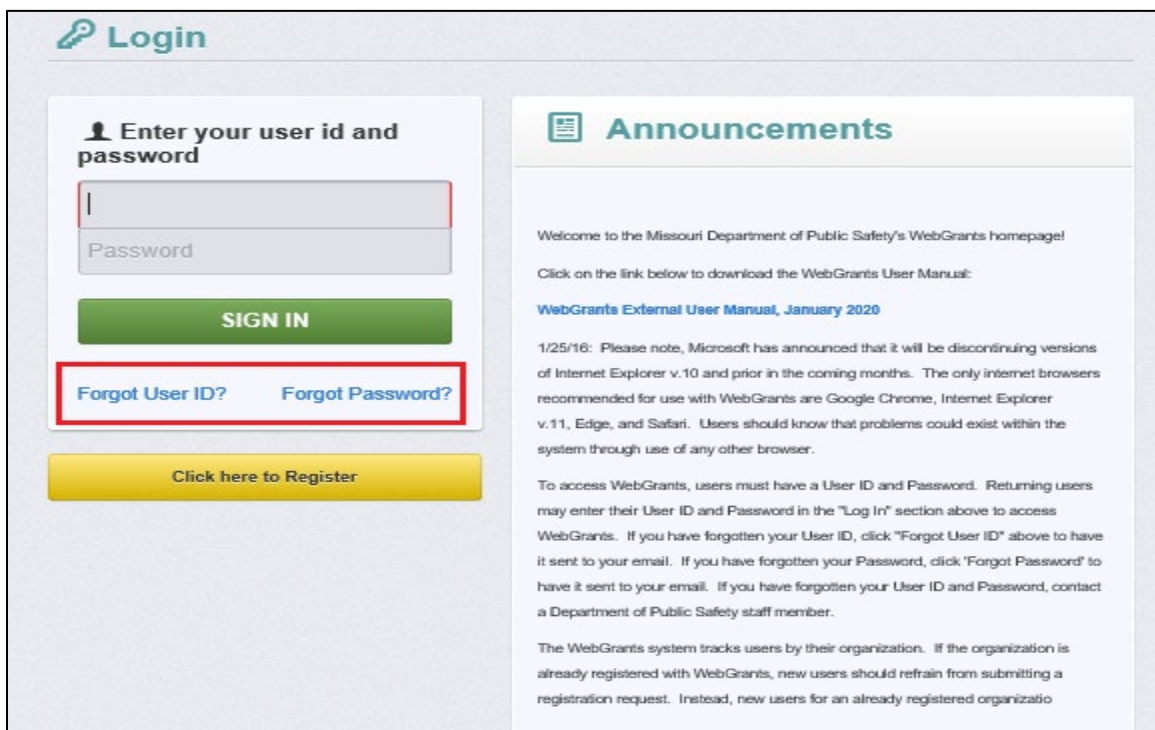 Login
Enter your user id and
password
Password
SIGN IN
Forgot User ID? Forgot Password?
Click here to Register
Announcements
Welcome to the Missouri Department of Public Safety's WebGrants homepage!
Click on the link below to download the WebGrants User Manual:
WebGrants External User Manual, January 2020
1/25/16: Please note, Microsoft has announced that it will be discontinuing versions
of Internet Explorer v.10 and prior in the coming months. The only internet browsers
recommended for use with WebGrants are Google Chrome, Internet Explorer
v.11, Edge, and Safari. Users should know that problems could exist within the
system through use of any other browser.
To access WebGrants, users must have a User ID and Password. Returning users
may enter their User ID and Password in the "Log In" section above to access
WebGrants. If you have forgotten your User ID, click "Forgot User ID" above to have
it sent to your email. If you have forgotten your Password, click 'Forgot Password' to
have it sent to your email. If you have forgotten your User ID and Password, contact
a Department of Public Safety staff member.
The WebGrants system tracks users by their organization. If the organization is
already registered with WebGrants, new users should refrain from submitting a
registration request. Instead, new users for an already registered organizatio